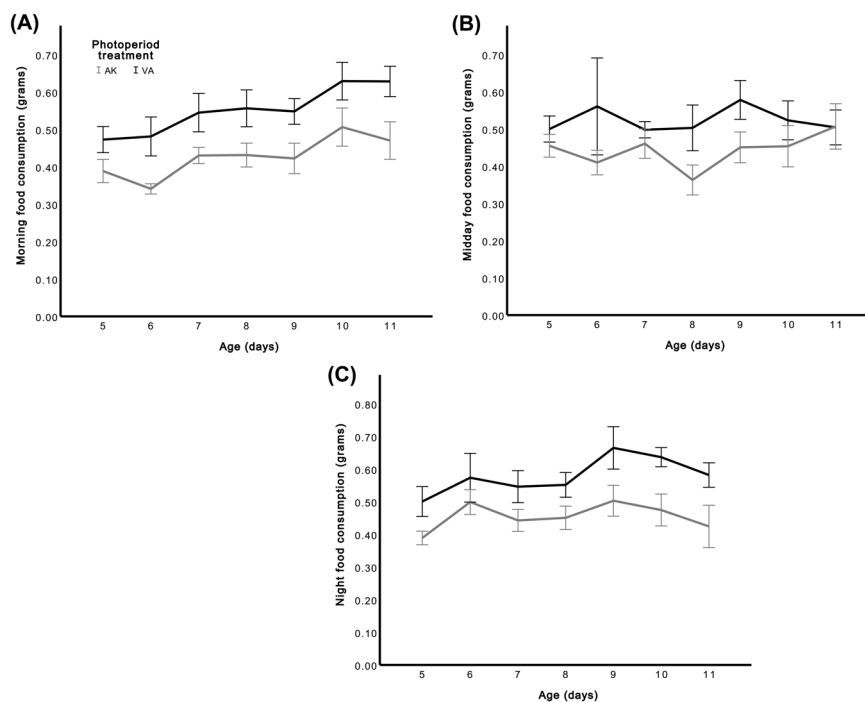 (A)
Photoperiod
treatment
AK VA
Morning food consumption (grams)
0.70
0.60
0.50
0.40
0.30
0.20
0.10
0.00
5 6 7 8 9 10 11
Age (days)
(B)
Midday food consumption (grams)
0.70
0.60
0.50
0.40
0.30
0.20
0.10
0.00
5 6 7 8 9 10 11
Age (days)
(C)
Night food consumption (grams)
0.80
0.70
0.60
0.50
0.40
0.30
0.20
0.10
0.00
5 6 7 8 9 10 11
Age (days)